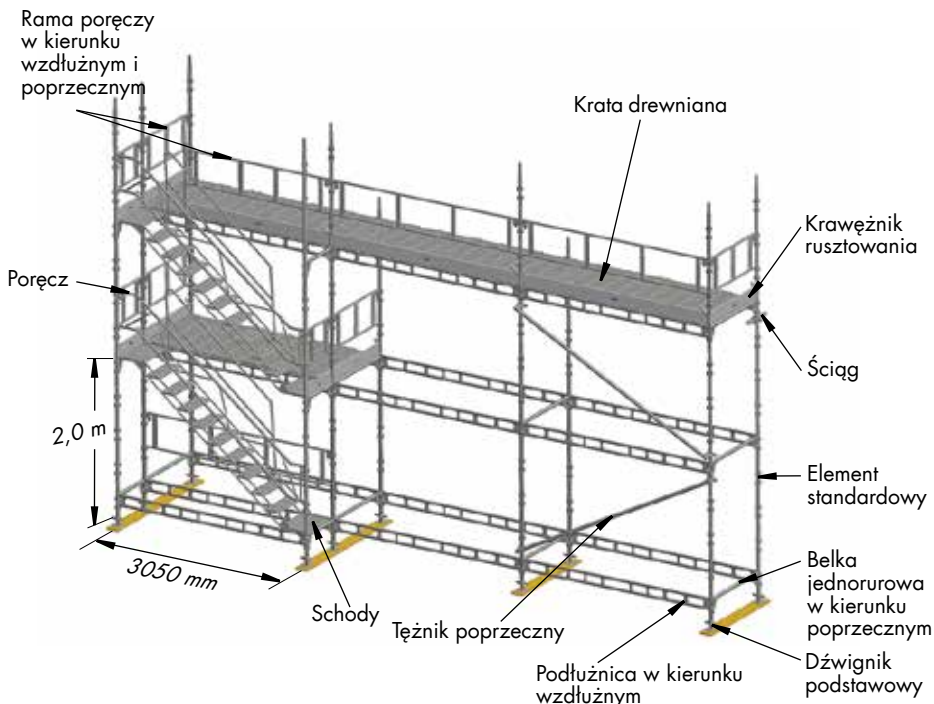 Rama poręczy
w kierunku
wzdłużnym i
poprzecznym
Krata drewniana
Krawężnik
rusztowania
Poręcz
Ściąg
2,0 m
Element
standardowy
3050 mm
Schody
Tężnik poprzeczny
Belka
jednorurowa
w kierunku
poprzecznym
Podłużnica w kierunku
wzdłużnym
Dźwignik
podstawowy